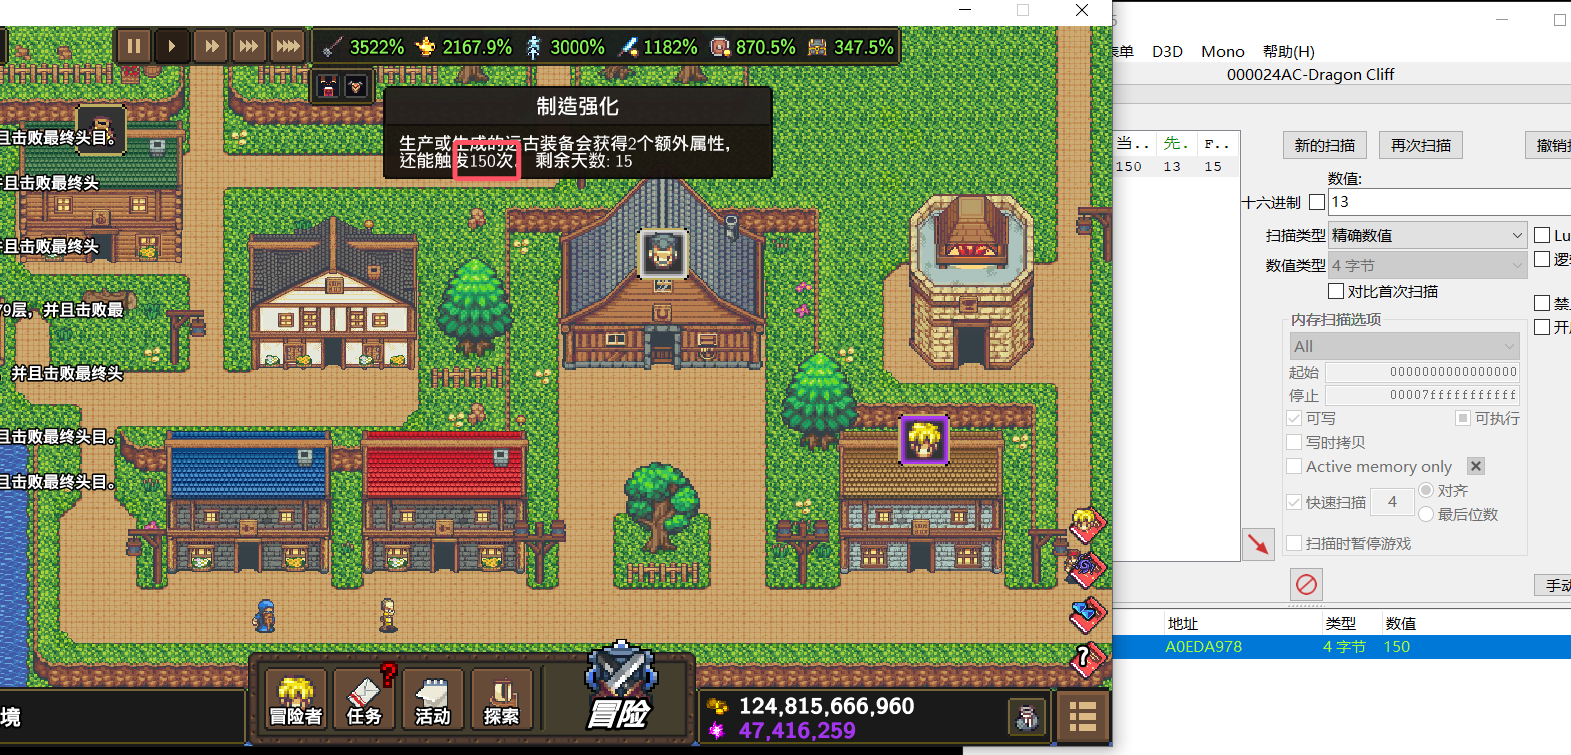 3522% 2167.9% 3000% 1182% 870.5% 347.5%
制造强化
生产或生成的远古装备会获得2个额外属性，
还能触发150次. 剩余天数: 15
且击败最终头目。
并且击败最终头
且击败最终头
79层，并且击败最
并且击败最终头
且击败最终头目。
且击败最终头目。
境
冒险者 任务 活动 探索
冒险
124,815,666,960
47,416,259
表单 D3D Mono 帮助(H)
000024AC-Dragon Cliff
当.. 先. F..
150 13 15
新的扫描 再次扫描 撤销扫
数值:
十六进制 13
扫描类型 精确数值 Lu
数值类型 4 字节 逻辑
对比首次扫描
内存扫描选项 禁
All 开启
起始 0000000000000000
停止 00007fffffffffff
可写 可执行
写时拷贝
Active memory only
快速扫描 4 对齐
最后位数
扫描时暂停游戏
手动
地址 类型 数值
A0EDA978 4 字节 150